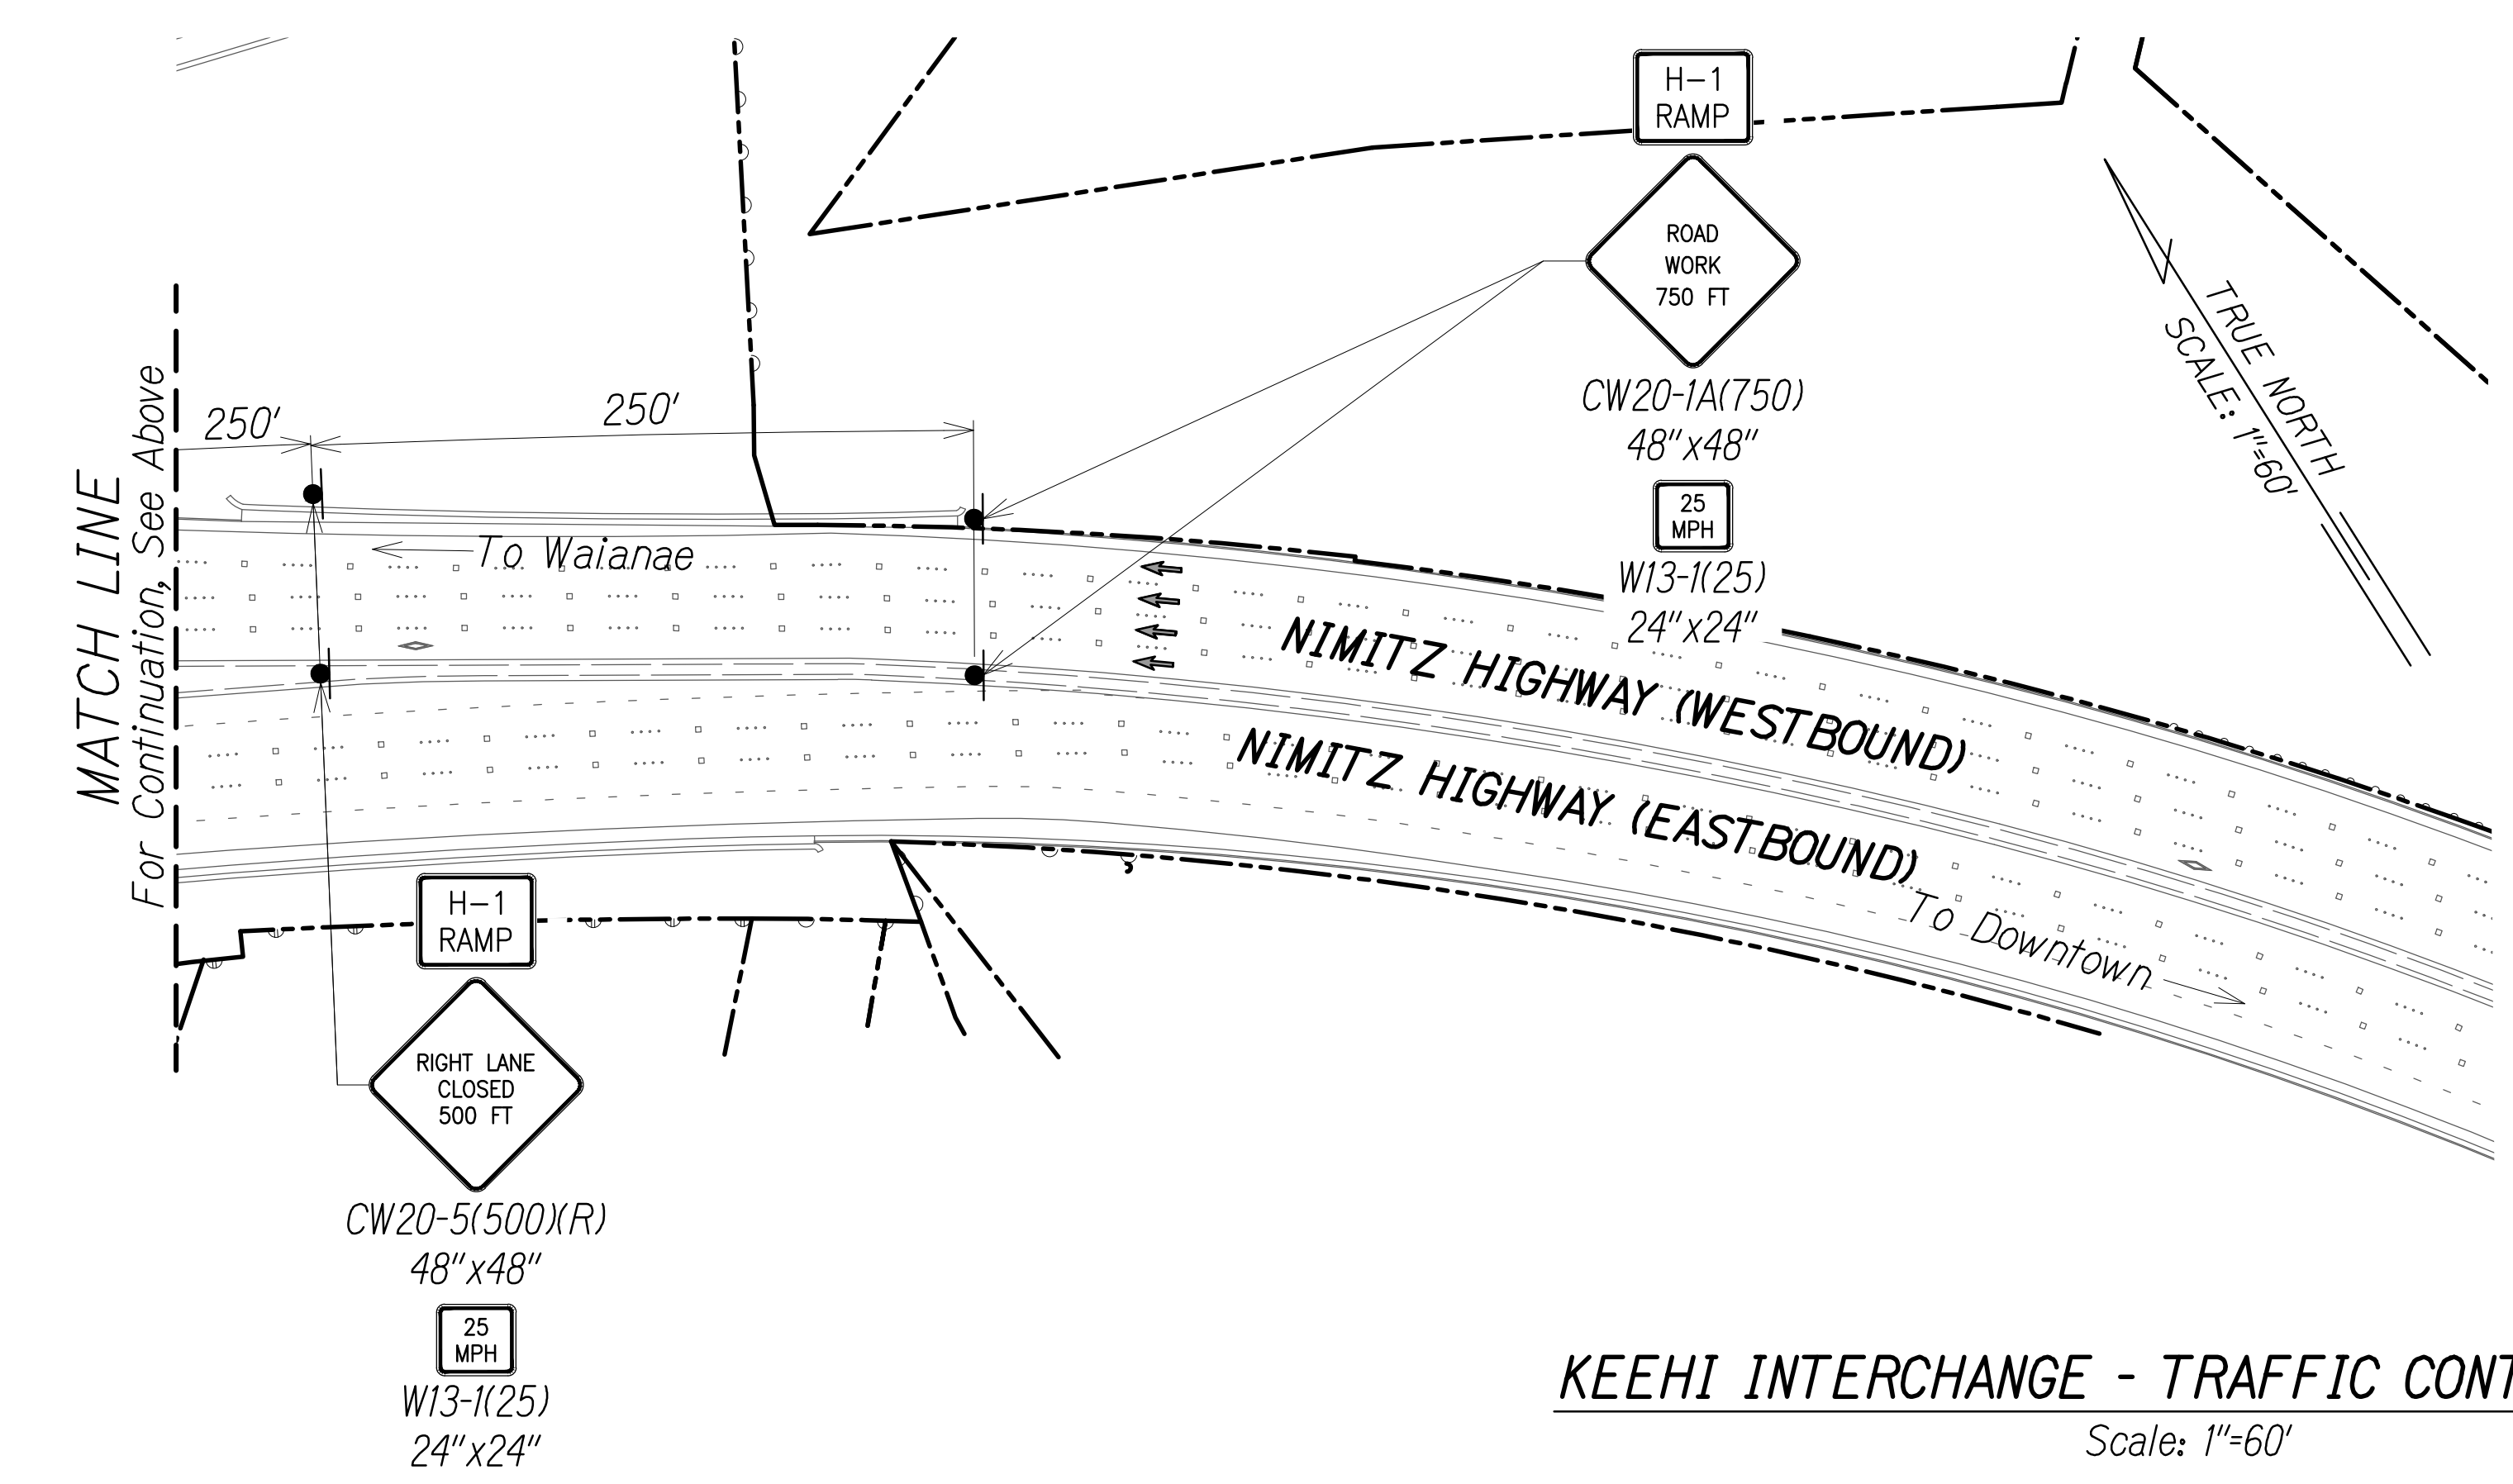 H-1
RAMP
ROAD
WORK
750 FT
CW20-1A(750)
48"x48"
25
MPH
W13-1(25)
24"x24"
TRUE NORTH
SCALE: 1"=60'
MATCH LINE
For Continuation, See Above
250'
250'
To Waianae
NIMITZ HIGHWAY (WESTBOUND)
NIMITZ HIGHWAY (EASTBOUND)
To Downtown
H-1
RAMP
RIGHT LANE
CLOSED
500 FT
CW20-5(500)(R)
48"x48"
25
MPH
W13-1(25)
24"x24"
KEEHI INTERCHANGE - TRAFFIC CONT
Scale: 1"=60'